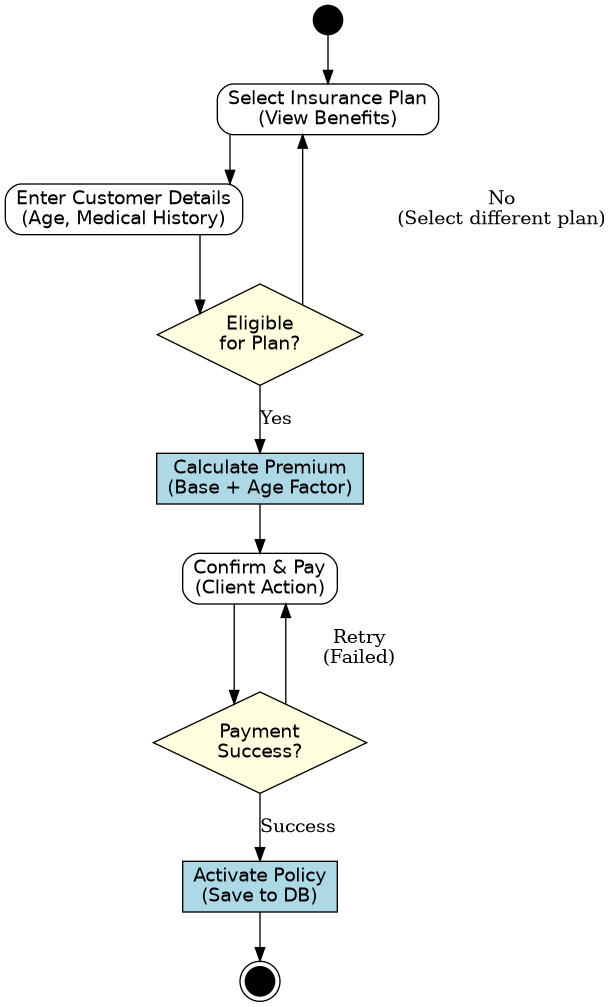 Select Insurance Plan
(View Benefits)
Enter Customer Details
(Age, Medical History)
No
(Select different plan)
Eligible
for Plan?
Yes
Calculate Premium
(Base + Age Factor)
Confirm & Pay
(Client Action)
Retry
(Failed)
Payment
Success?
Success
Activate Policy
(Save to DB)